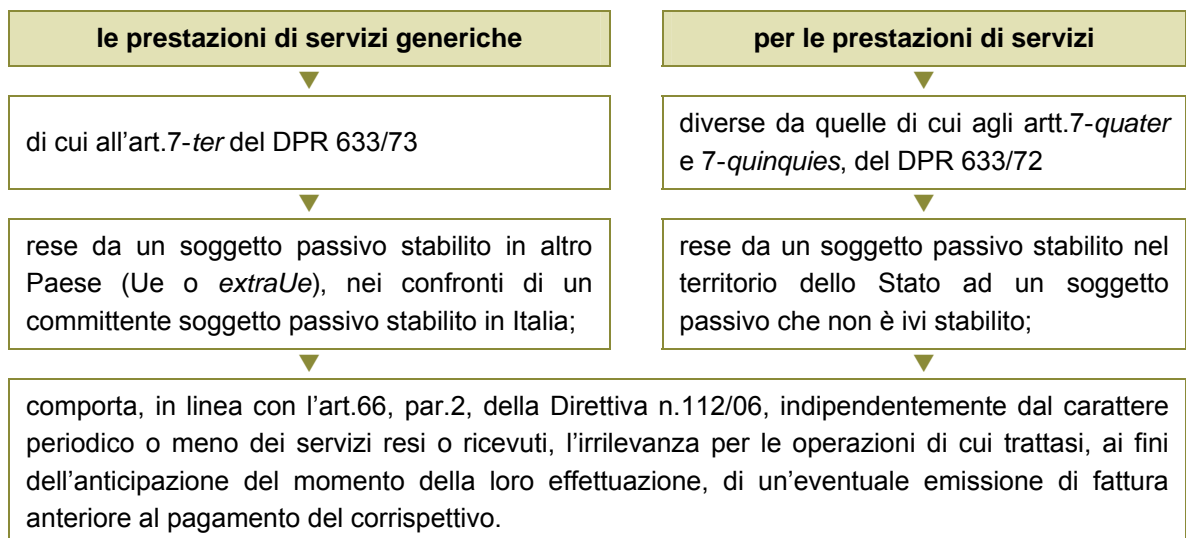 le prestazioni di servizi generiche
di cui all'art.7-ter del DPR 633/73
rese da un soggetto passivo stabilito in altro
Paese (Ue o extraUe), nei confronti di un
committente soggetto passivo stabilito in Italia;
per le prestazioni di servizi
diverse da quelle di cui agli artt.7-quater
e 7-quinquies, del DPR 633/72
rese da un soggetto passivo stabilito nel
territorio dello Stato ad un soggetto
passivo che non è ivi stabilito;
comporta, in linea con l'art.66, par.2, della Direttiva n.112/06, indipendentemente dal carattere
periodico o meno dei servizi resi o ricevuti, l'irrilevanza per le operazioni di cui trattasi, ai fini
dell'anticipazione del momento della loro effettuazione, di un'eventuale emissione di fattura
anteriore al pagamento del corrispettivo.